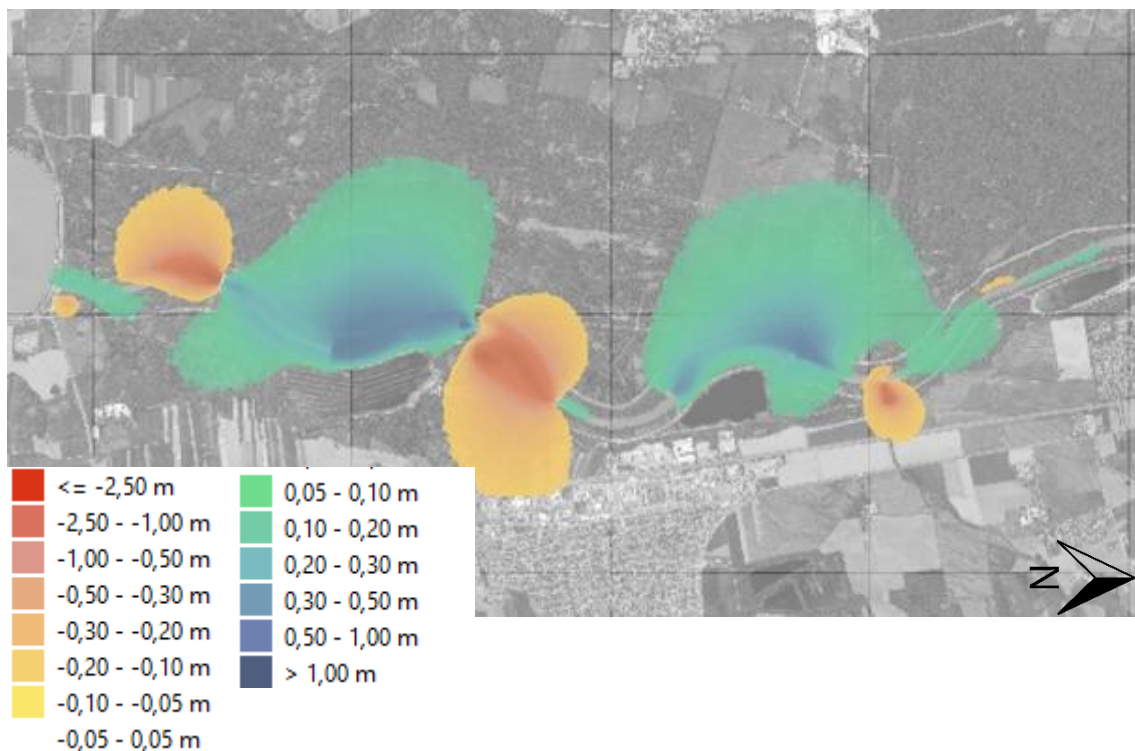 <= -2,50 m
-2,50 - -1,00 m
-1,00 - -0,50 m
-0,50 - -0,30 m
-0,30 - -0,20 m
-0,20 - -0,10 m
-0,10 - -0,05 m
-0,05 - 0,05 m
0,05 - 0,10 m
0,10 - 0,20 m
0,20 - 0,30 m
0,30 - 0,50 m
0,50 - 1,00 m
> 1,00 m
N